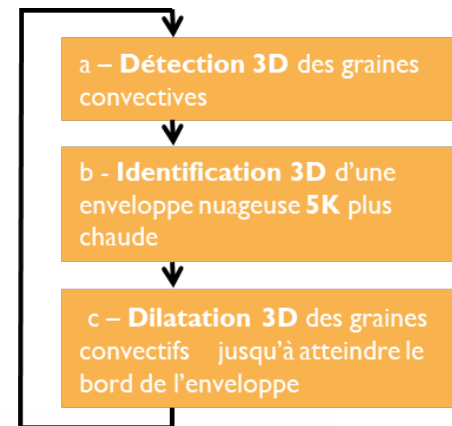 a – Détection 3D des graines
convectives
b - Identification 3D d'une
enveloppe nuageuse 5K plus
chaude
c – Dilatation 3D des graines
convectifs jusqu'à atteindre le
bord de l'enveloppe